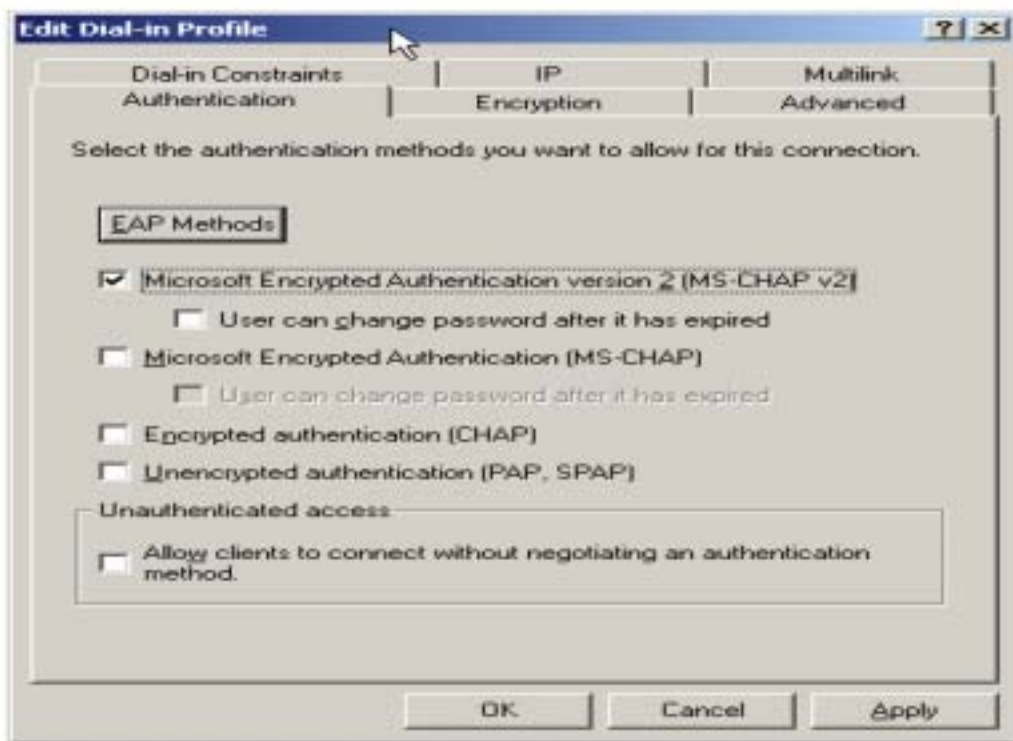 Edit Dial-in Profile
Dial-in Constraints IP Multilink
Authentication Encryption Advanced
Select the authentication methods you want to allow for this connection.
EAP Methods
Microsoft Encrypted Authentication version 2 (MS-CHAP v2)
User can change password after it has expired
Microsoft Encrypted Authentication (MS-CHAP)
User can change password after it has expired
Encrypted authentication (CHAP)
Unencrypted authentication (PAP, SPAP)
Unauthenticated access
Allow clients to connect without negotiating an authentication
method.
OK Cancel Apply